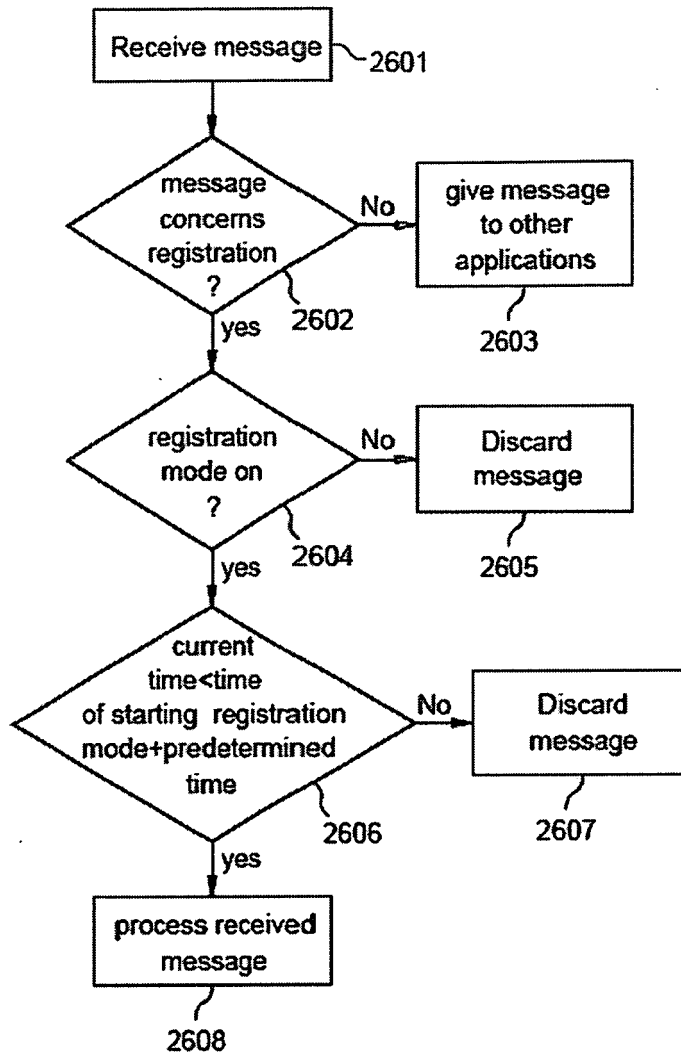 Receive message
2601
message
concerns
registration
?
2602
No
give message
to other
applications
2603
yes
registration
mode on
?
2604
No
Discard
message
2605
yes
current
time<time
of starting registration
mode+predetermined
time
2606
No
Discard
message
2607
yes
process received
message
2608